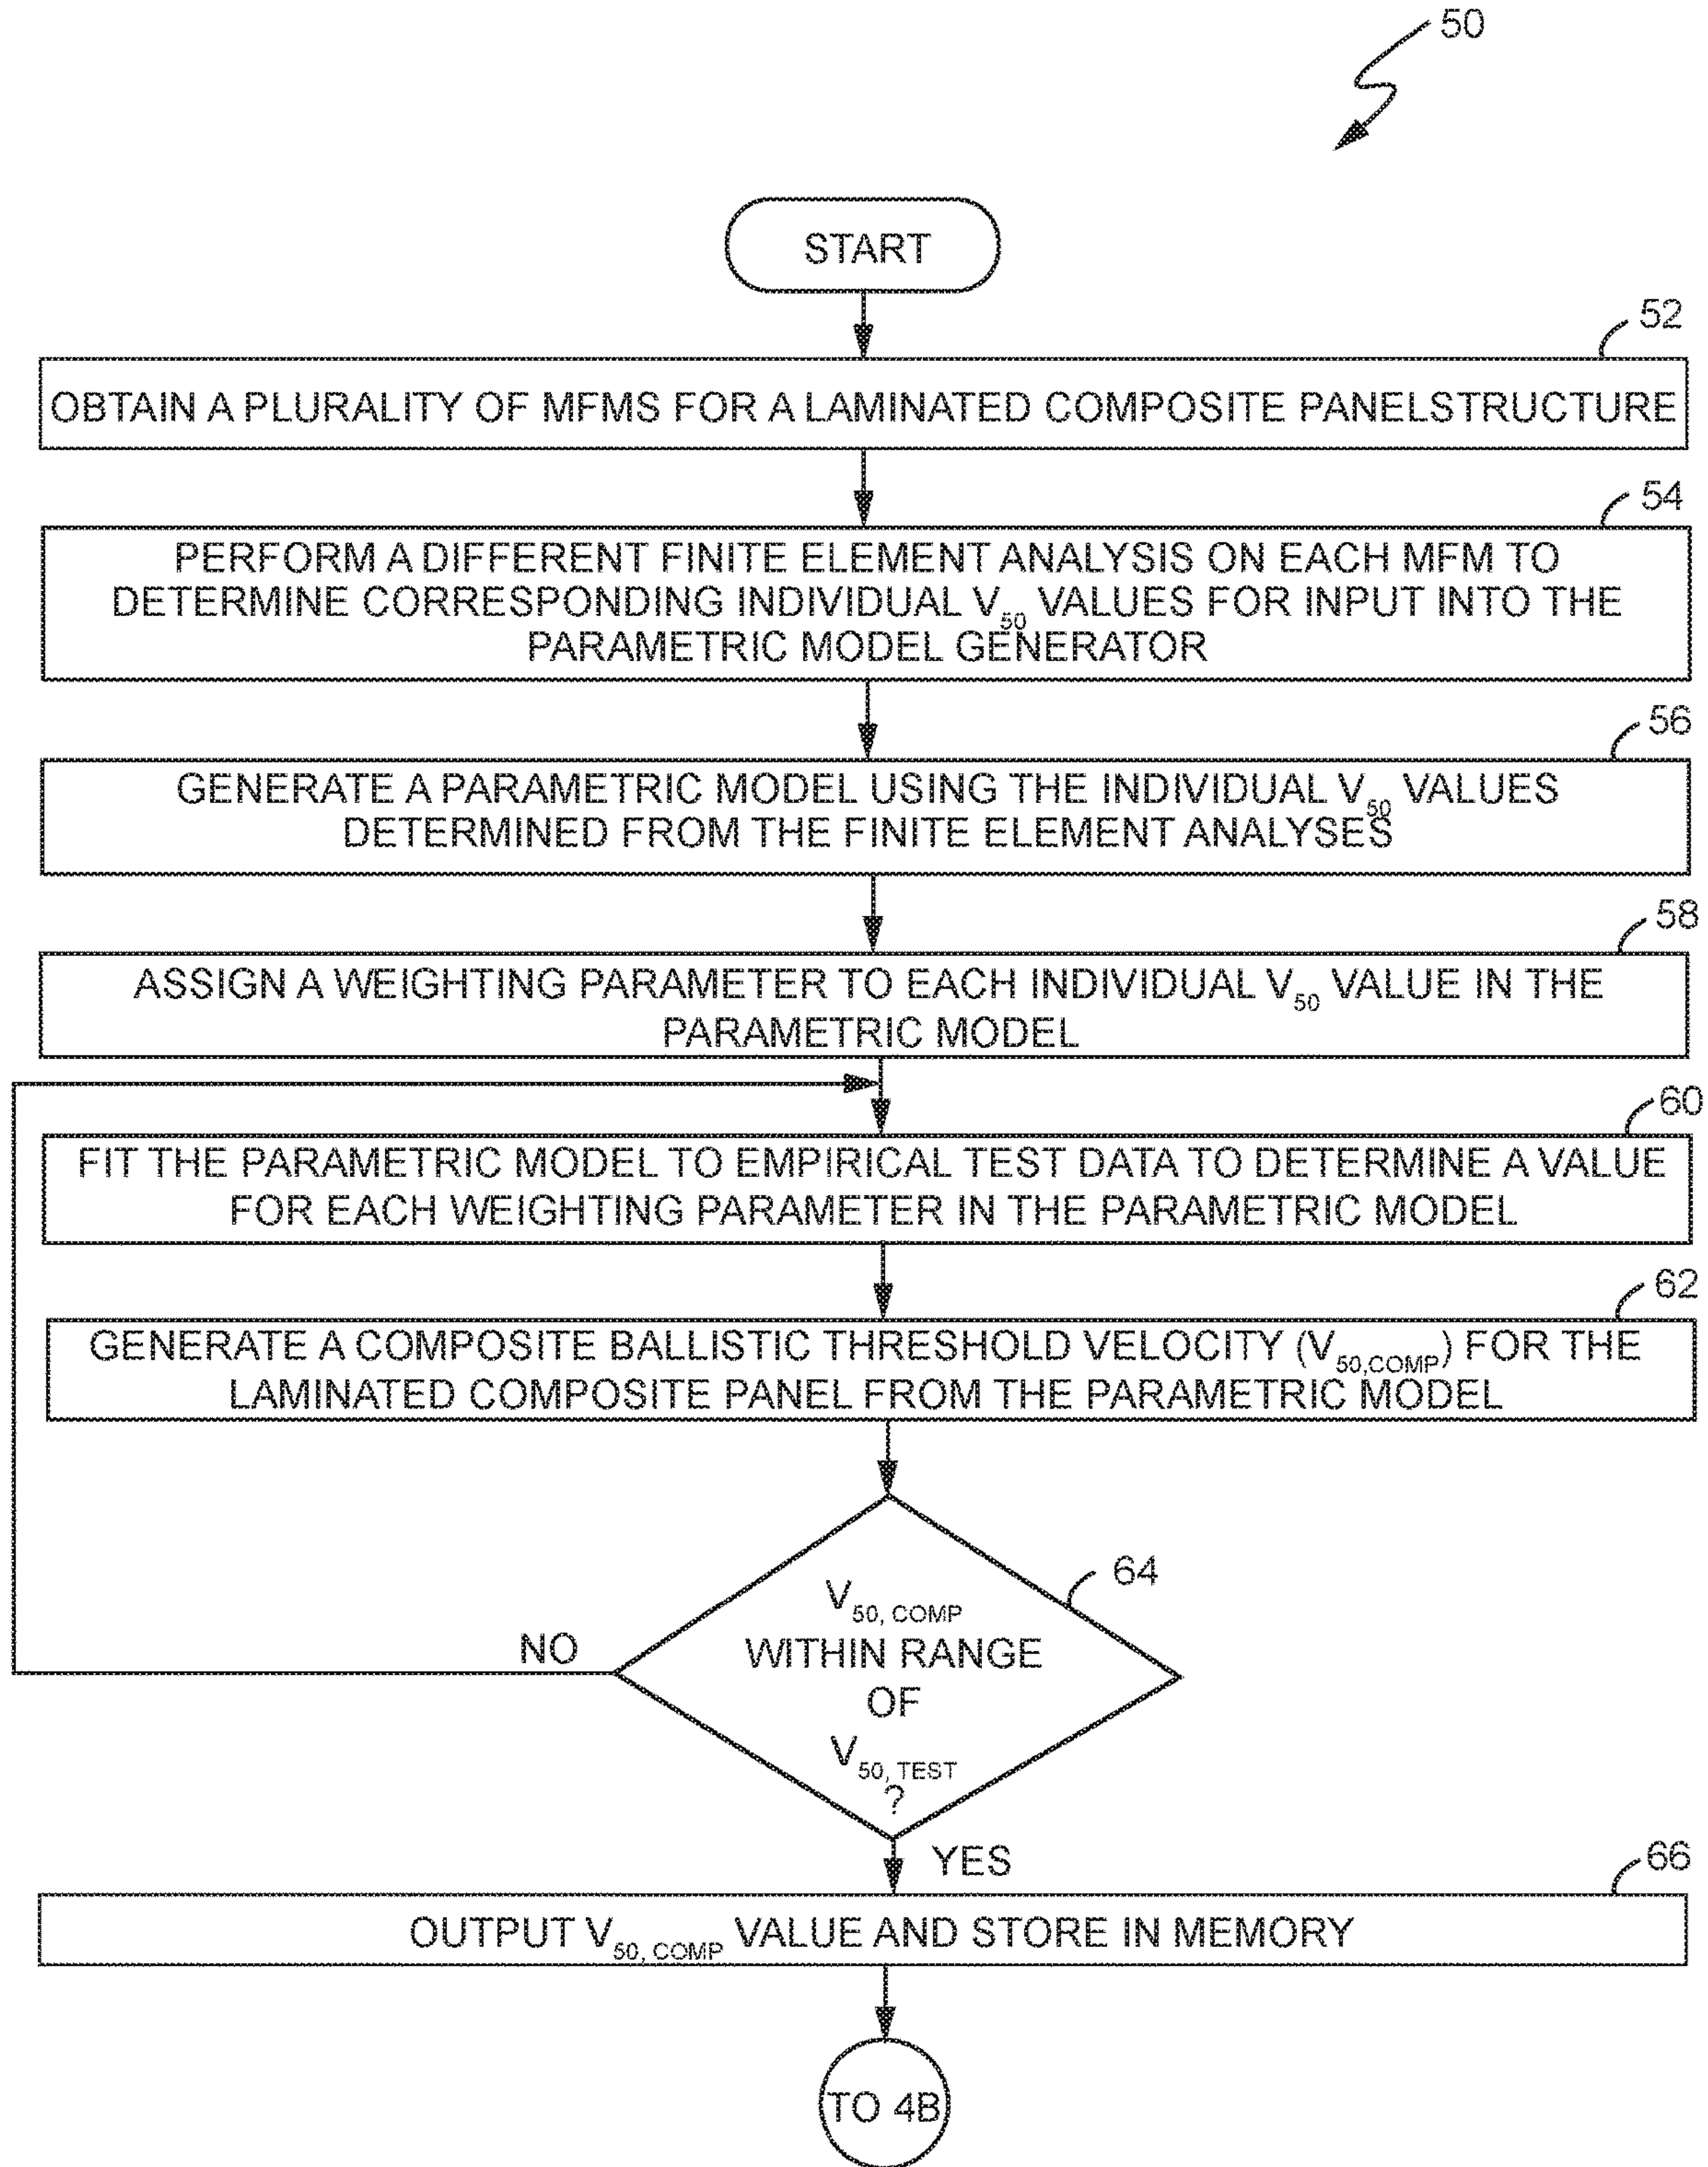 50
START
52
OBTAIN A PLURALITY OF MFMS FOR A LAMINATED COMPOSITE PANELSTRUCTURE
54
PERFORM A DIFFERENT FINITE ELEMENT ANALYSIS ON EACH MFM TO
DETERMINE CORRESPONDING INDIVIDUAL V50 VALUES FOR INPUT INTO THE
PARAMETRIC MODEL GENERATOR
56
GENERATE A PARAMETRIC MODEL USING THE INDIVIDUAL V50 VALUES
DETERMINED FROM THE FINITE ELEMENT ANALYSES
58
ASSIGN A WEIGHTING PARAMETER TO EACH INDIVIDUAL V50 VALUE IN THE
PARAMETRIC MODEL
60
FIT THE PARAMETRIC MODEL TO EMPIRICAL TEST DATA TO DETERMINE A VALUE
FOR EACH WEIGHTING PARAMETER IN THE PARAMETRIC MODEL
62
GENERATE A COMPOSITE BALLISTIC THRESHOLD VELOCITY (V50,COMP) FOR THE
LAMINATED COMPOSITE PANEL FROM THE PARAMETRIC MODEL
64
V50, COMP
WITHIN RANGE
OF
V50, TEST
?
NO
YES
66
OUTPUT V50, COMP VALUE AND STORE IN MEMORY
TO 4B